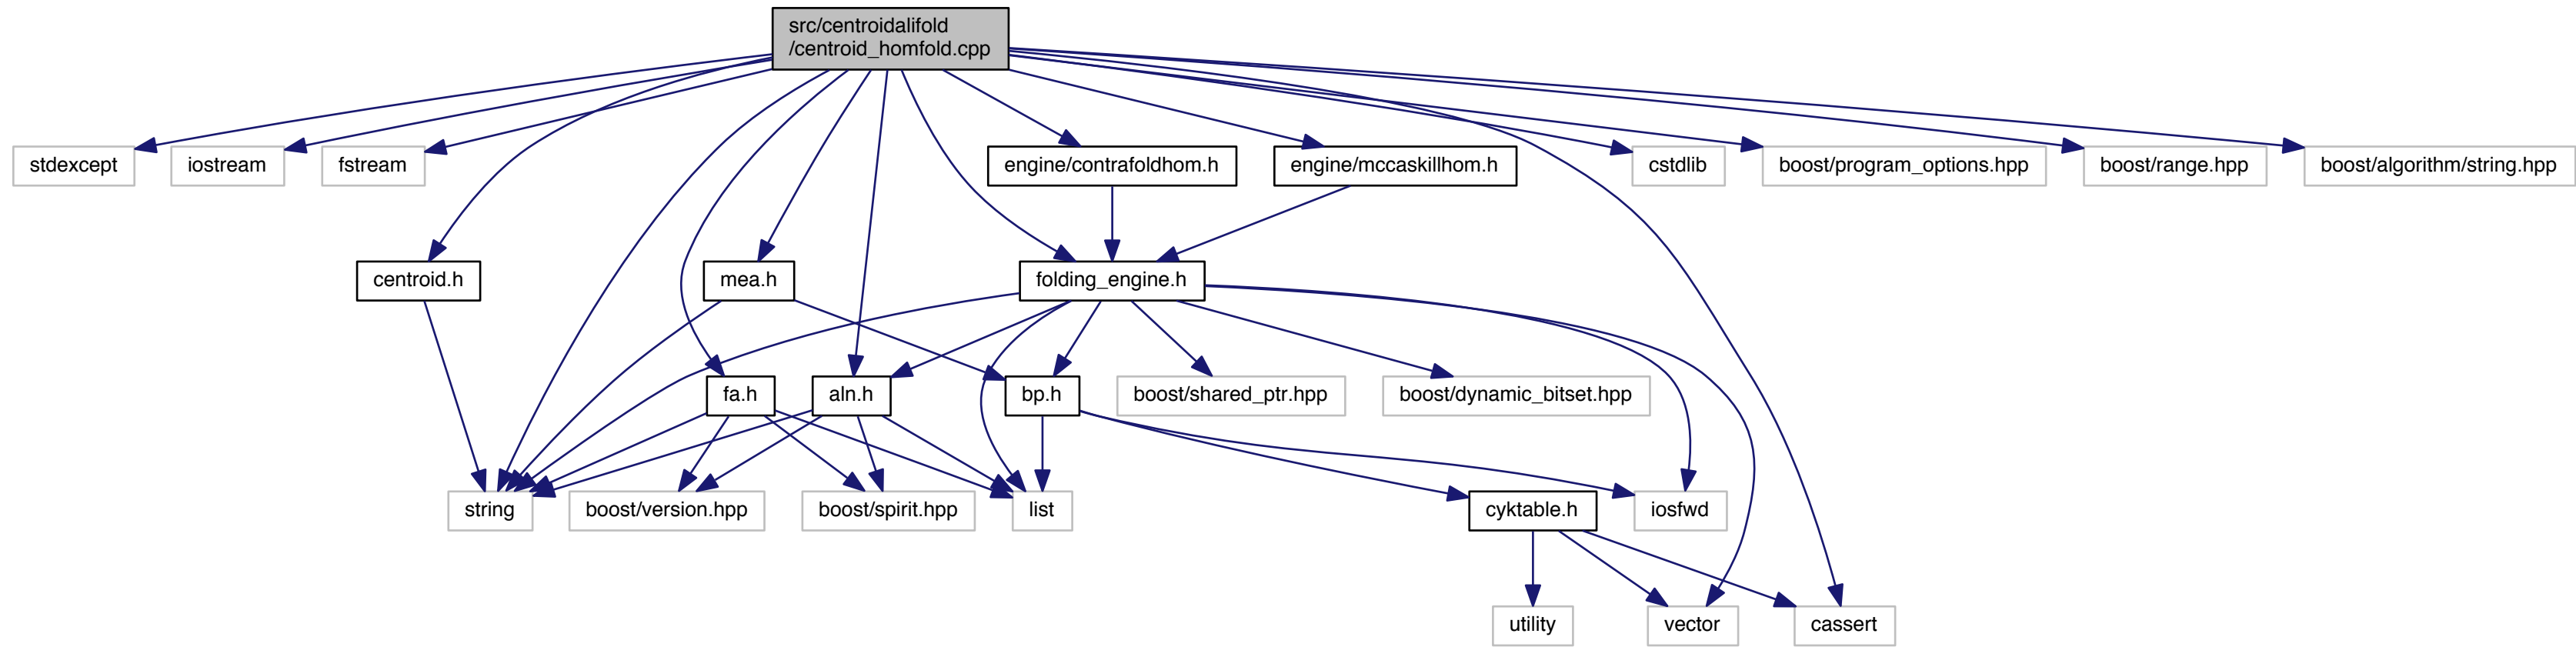 src/centroidalifold
/centroid_homfold.cpp
stdexcept
iostream
fstream
engine/contrafoldhom.h
engine/mccaskillhom.h
cstdlib
boost/program_options.hpp
boost/range.hpp
boost/algorithm/string.hpp
centroid.h
mea.h
folding_engine.h
fa.h
aln.h
bp.h
boost/shared_ptr.hpp
boost/dynamic_bitset.hpp
string
boost/version.hpp
boost/spirit.hpp
list
cyktable.h
iosfwd
utility
vector
cassert